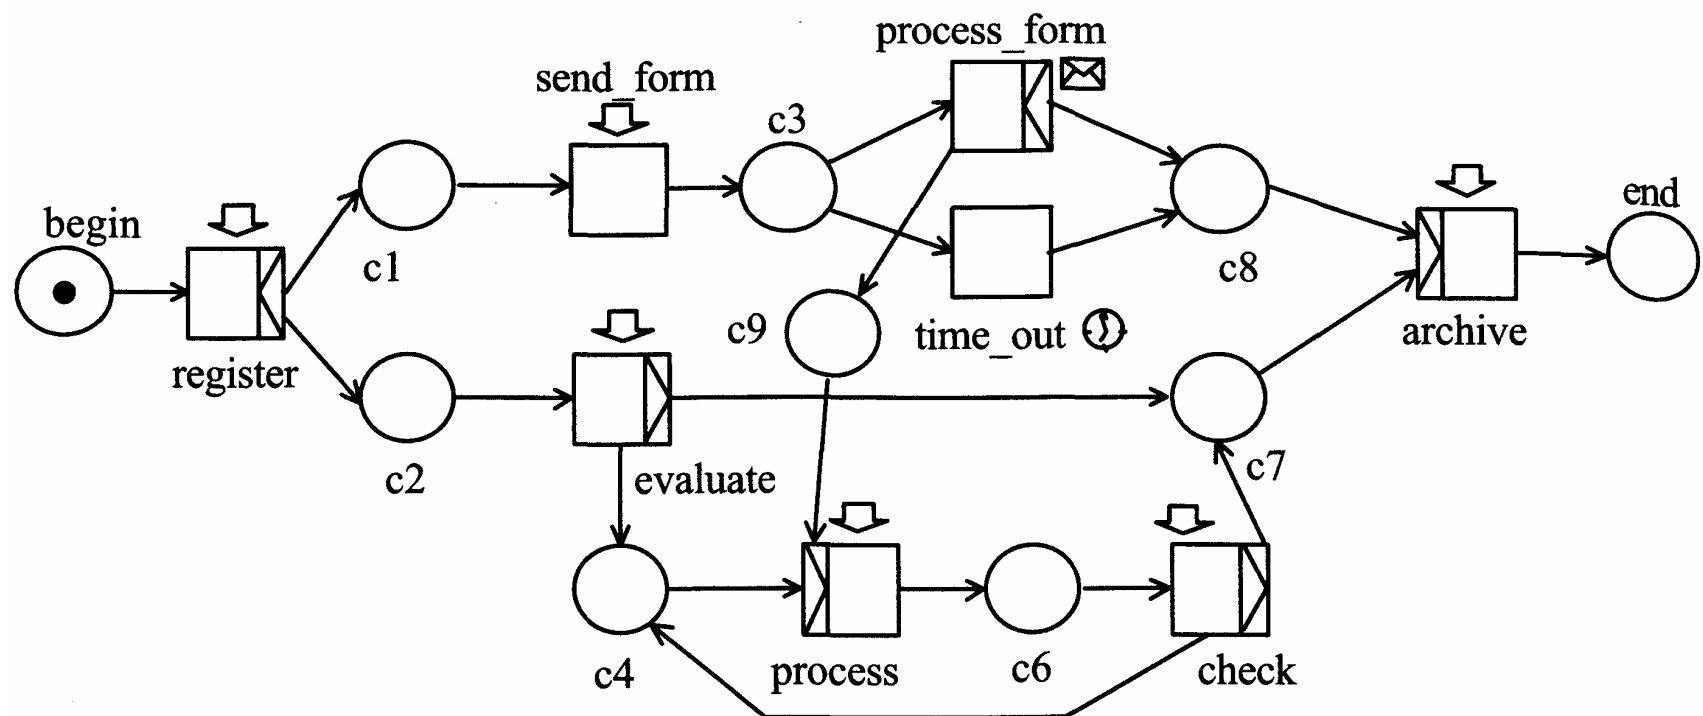 process_form
send_form
c3
begin
end
c1
c8
c9
time_out
archive
register
c2
evaluate
c7
c4
process
c6
check